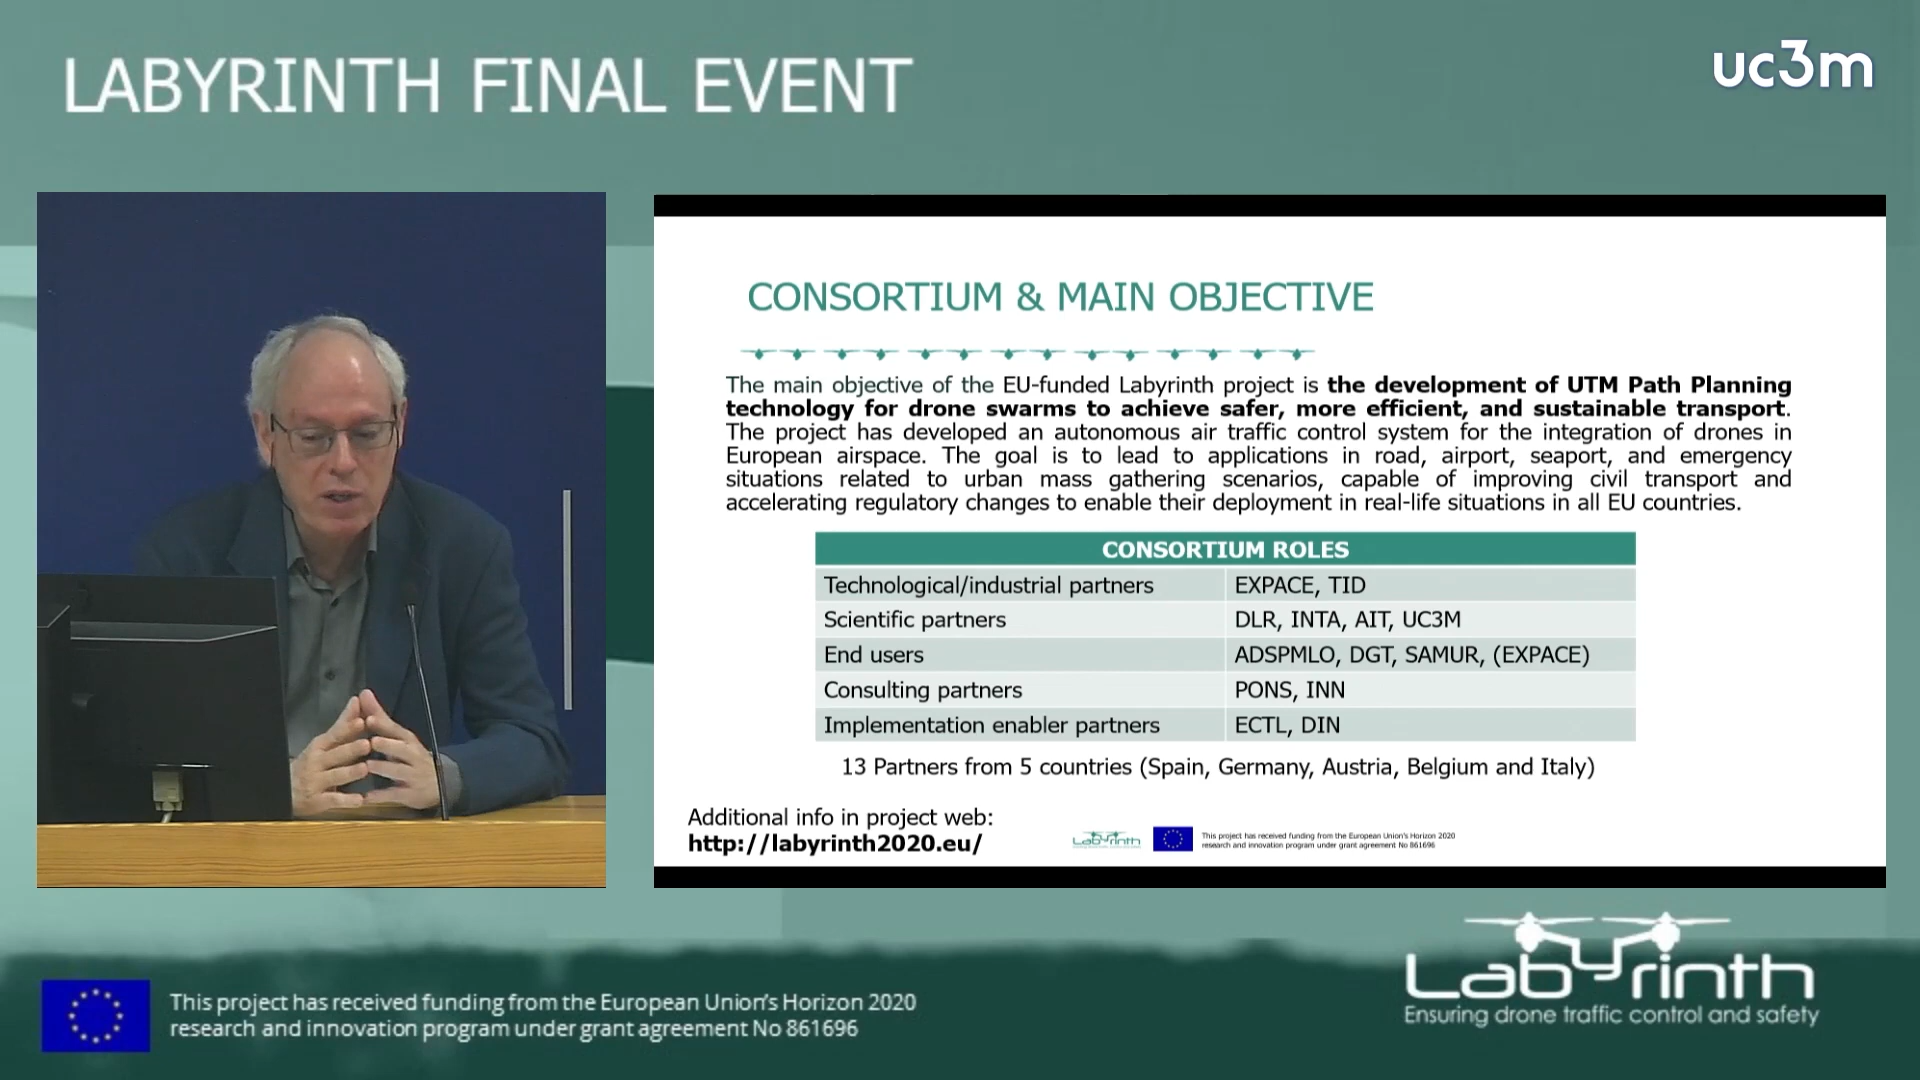 LABYRINTH FINAL EVENT
uc3m
CONSORTIUM & MAIN OBJECTIVE
The main objective of the EU-funded Labyrinth project is the development of UTM Path Planning
technology for drone swarms to achieve safer, more efficient, and sustainable transport.
The project has developed an autonomous air traffic control system for the integration of drones in
European airspace. The goal is to lead to applications in road, airport, seaport, and emergency
situations related to urban mass gathering scenarios, capable of improving civil transport and
accelerating regulatory changes to enable their deployment in real-life situations in all EU countries.
CONSORTIUM ROLES
Technological/industrial partners EXPACE, TID
Scientific partners DLR, INTA, AIT, UC3M
End users ADSPMLO, DGT, SAMUR, (EXPACE)
Consulting partners PONS, INN
Implementation enabler partners ECTL, DIN
13 Partners from 5 countries (Spain, Germany, Austria, Belgium and Italy)
Additional info in project web:
http://labyrinth2020.eu/
Labyrinth
This project has received funding from the European Union's Horizon 2020
research and innovation program under grant agreement No 861696
This project has received funding from the European Union's Horizon 2020
research and innovation program under grant agreement No 861696
Labyrinth
Ensuring drone traffic control and safety